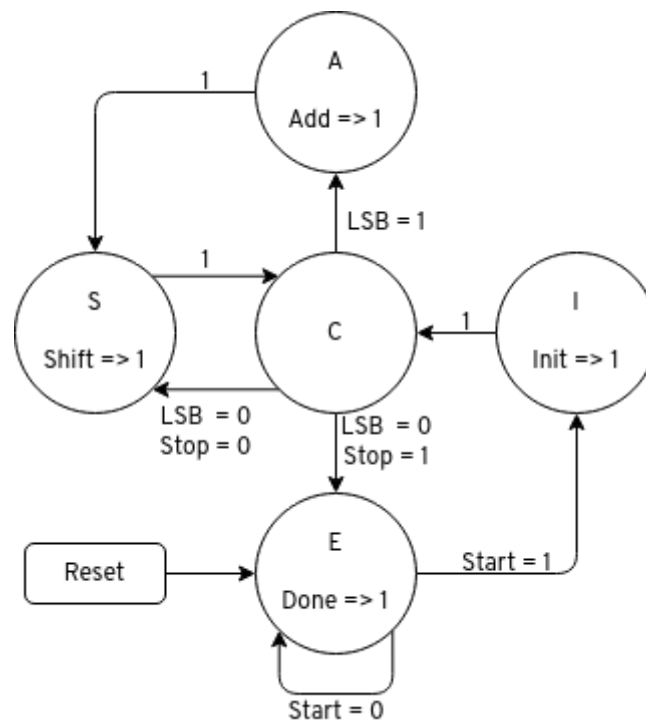 A
Add => 1
1
LSB = 1
S
Shift => 1
1
C
I
Init => 1
1
LSB = 0
Stop = 0
LSB = 0
Stop = 1
Reset
E
Done => 1
Start = 1
Start = 0